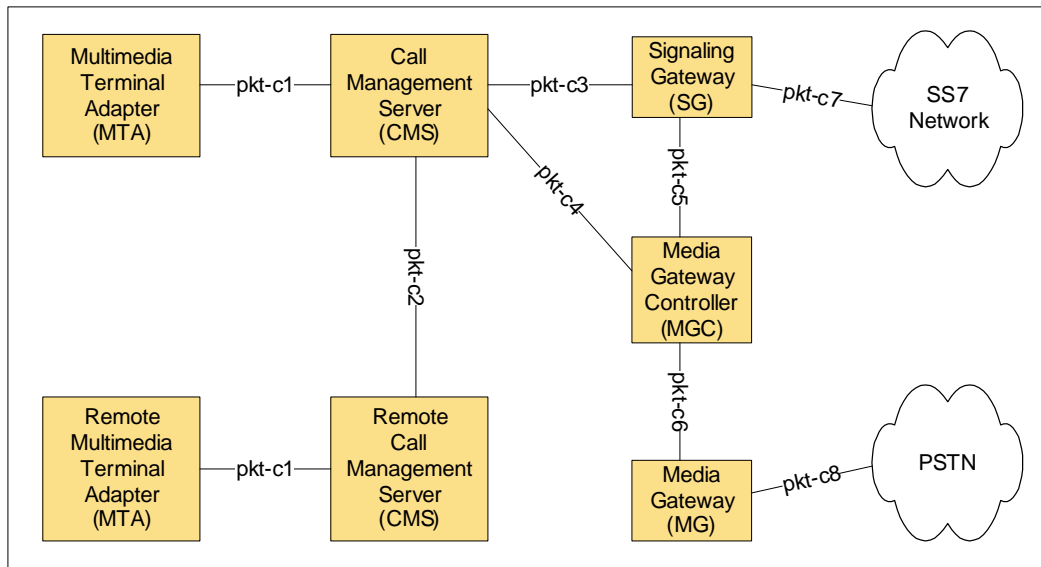 Multimedia
Terminal
Adapter
(MTA)
pkt-c1
Call
Management
Server
(CMS)
pkt-c3
Signaling
Gateway
(SG)
pkt-c7
SS7
Network
pkt-c4
pkt-c5
pkt-c2
Media
Gateway
Controller
(MGC)
pkt-c6
Remote
Multimedia
Terminal
Adapter
(MTA)
pkt-c1
Remote
Call
Management
Server
(CMS)
Media
Gateway
(MG)
pkt-c8
PSTN